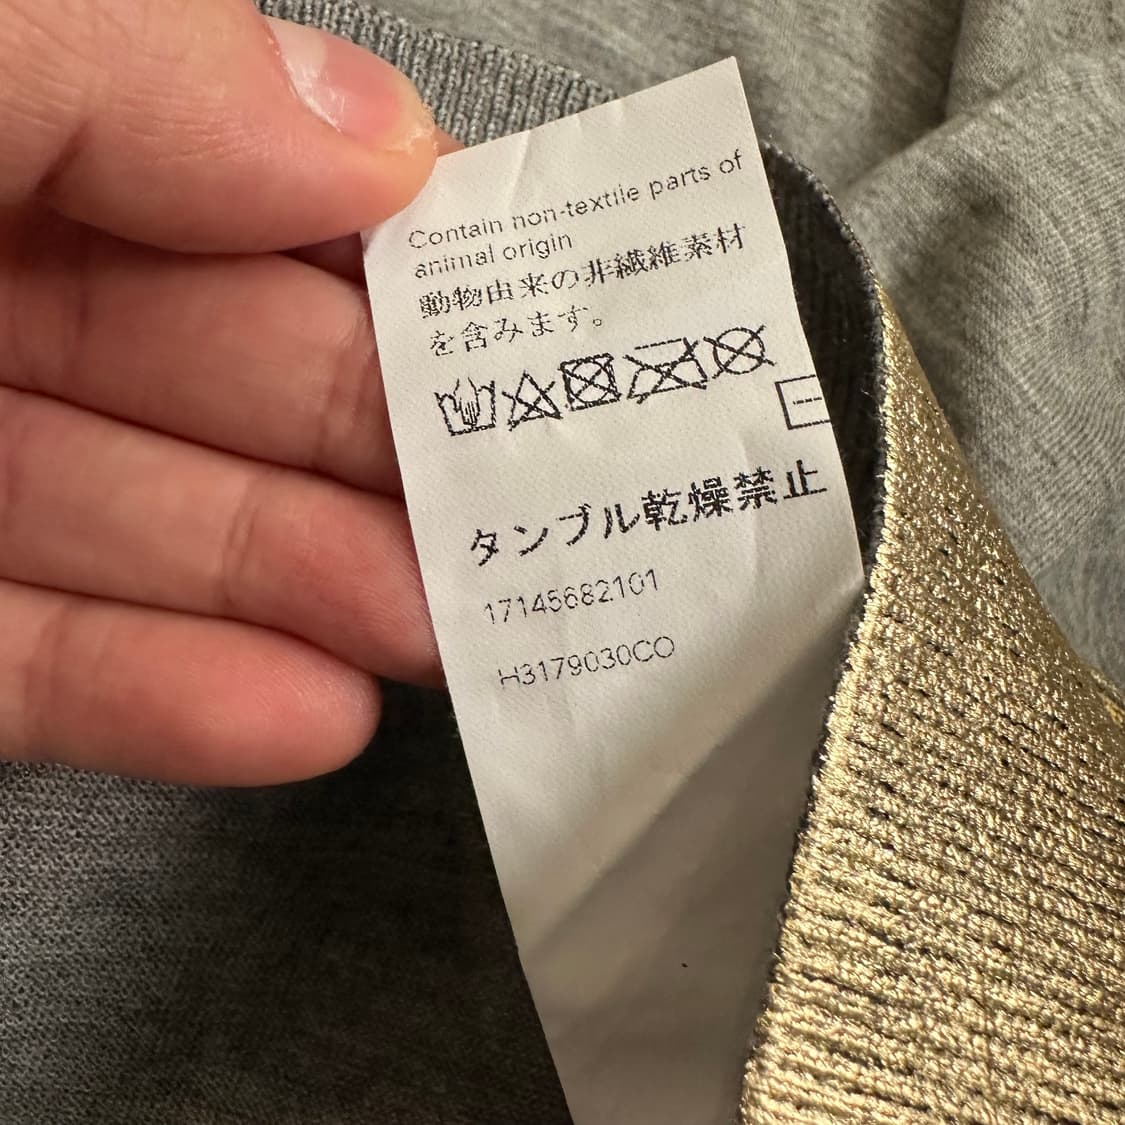 Contain non-textile parts of
animal origin
動物由来の非繊維素材
を含みます。
タンブル乾燥禁止
17145682101
H3179030CO